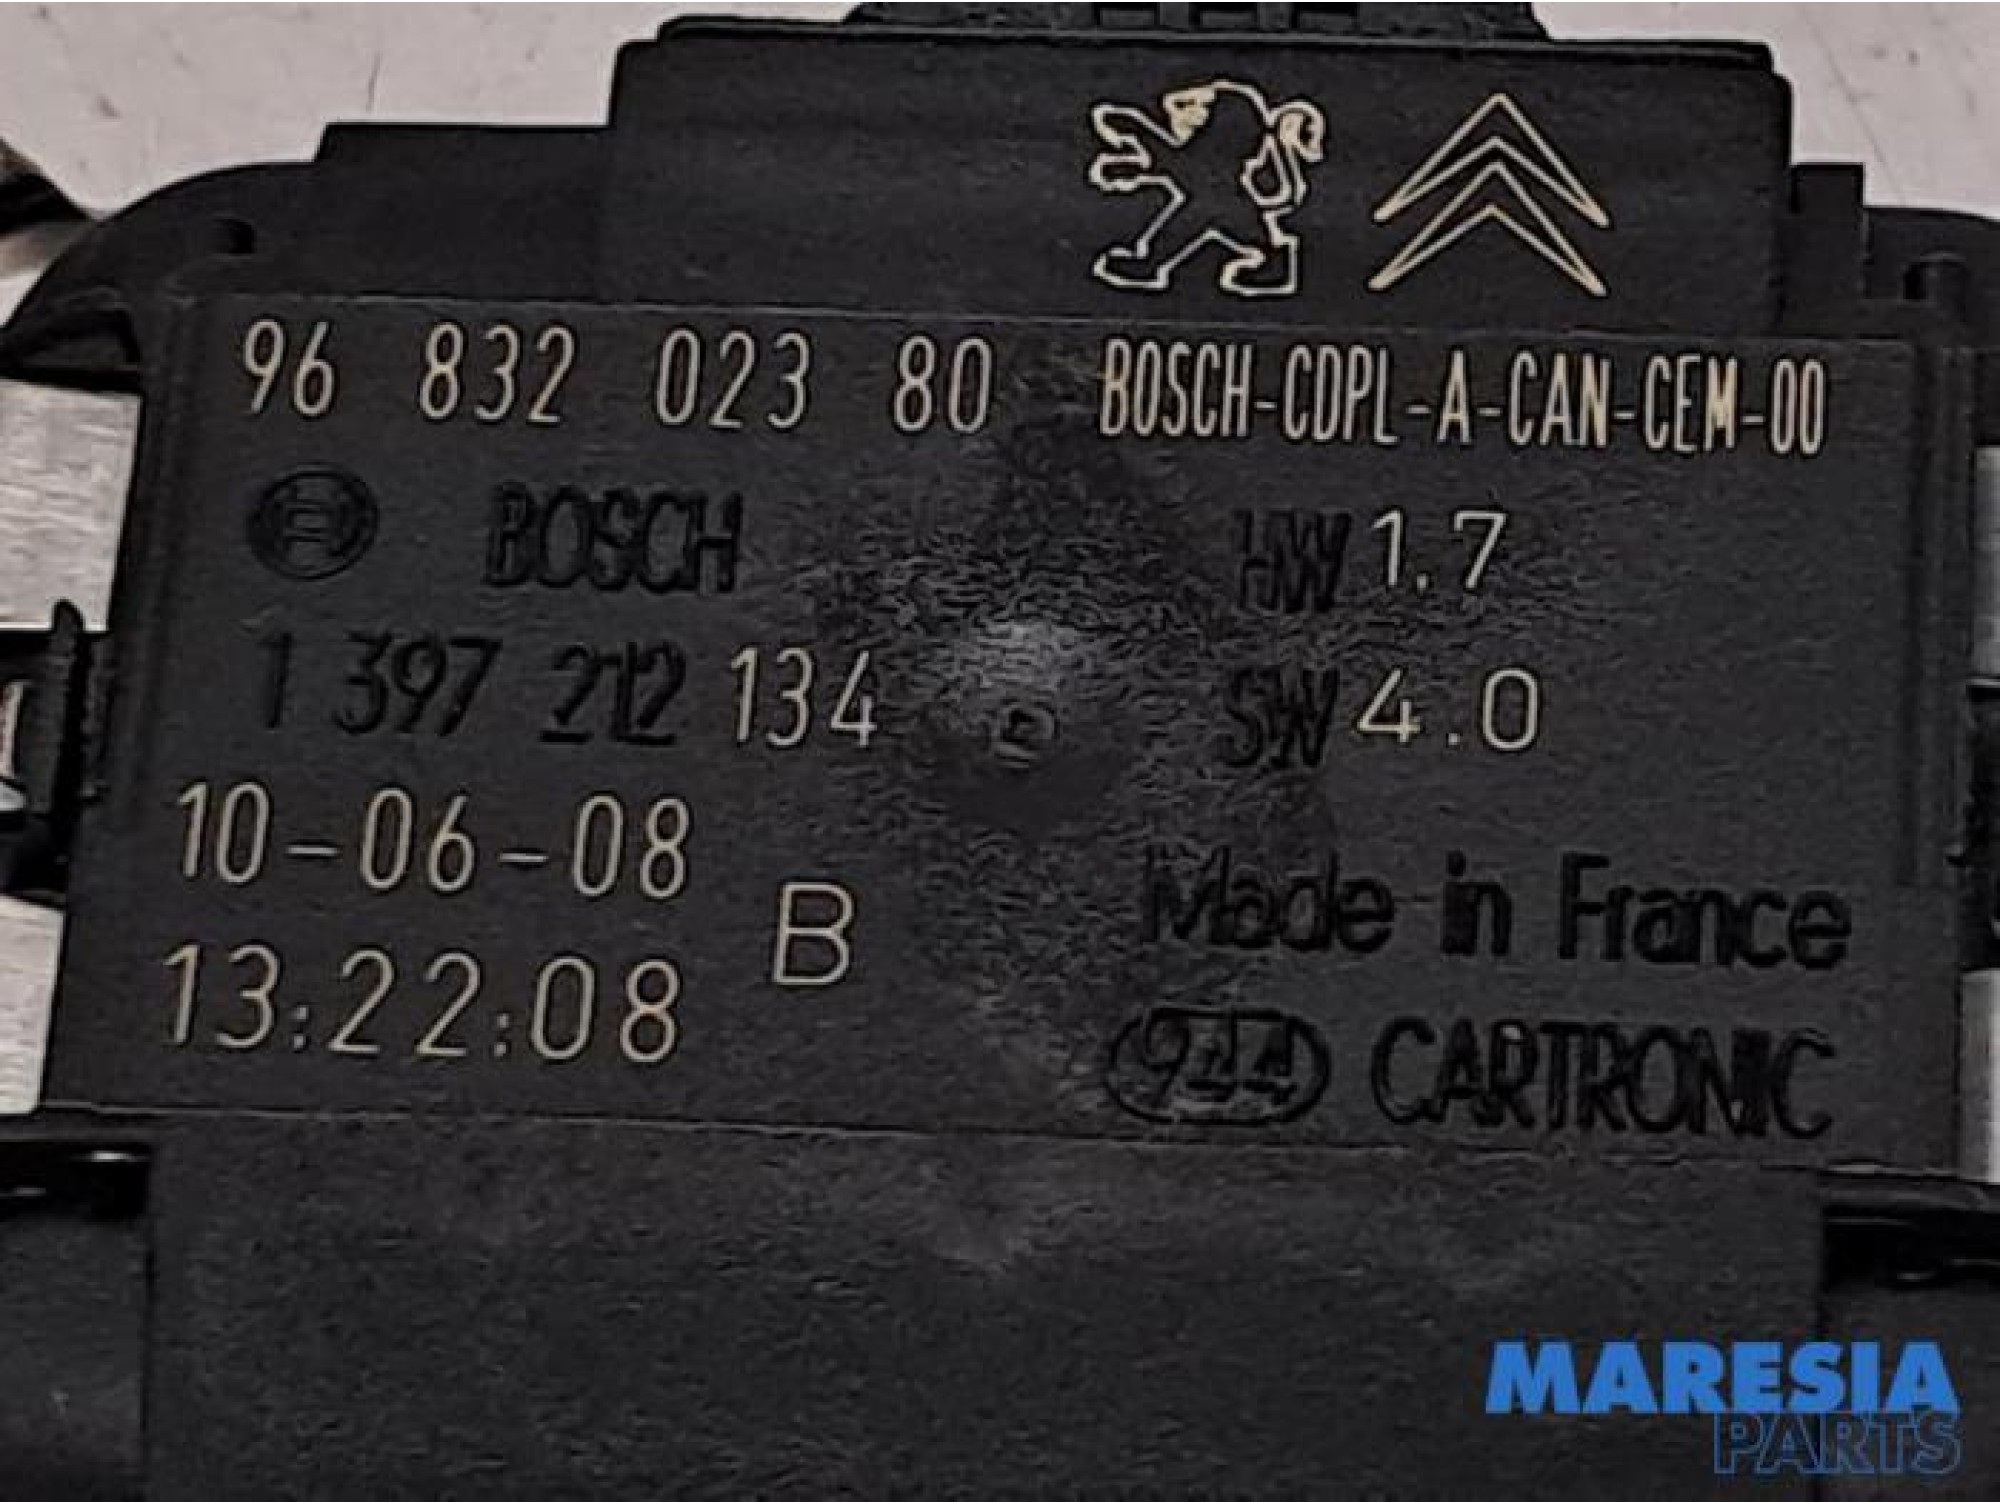 96 832 023 80 BOSCH-CDPL-A-CAN-CEM-00
BOSCH HW 1.7
1 397 212 134 SW 4.0
10-06-08
B
Made in France
13:22:08
CARTRONIC
MARESIA
PARTS